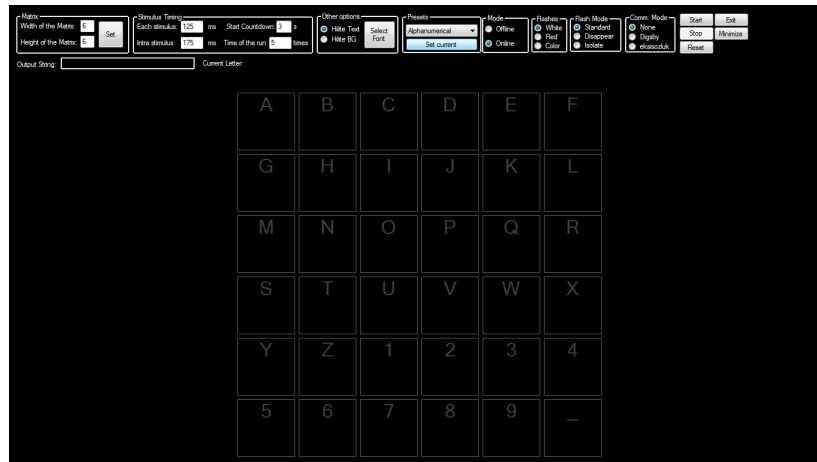 Matrix
Width of the Matrix: 6
Height of the Matrix: 6
Set
Stimulus Timing
Each stimulus: 125 ms Start Countdown: 3 s
Intra stimulus: 175 ms Time of the run: 5 times
Other options
Hilite Text
Hilite BG
Select Font
Presets
Alphanumerical
Set current
Mode
Offline
Online
Flashes
White
Red
Color
Flash Mode
Standard
Disappear
Isolate
Comm. Mode
None
Digaby
eksisozluk
Start Exit
Stop Minimize
Reset
Output String: Current Letter:
A B C D E F
G H I J K L
M N O P Q R
S T U V W X
Y Z 1 2 3 4
5 6 7 8 9 _